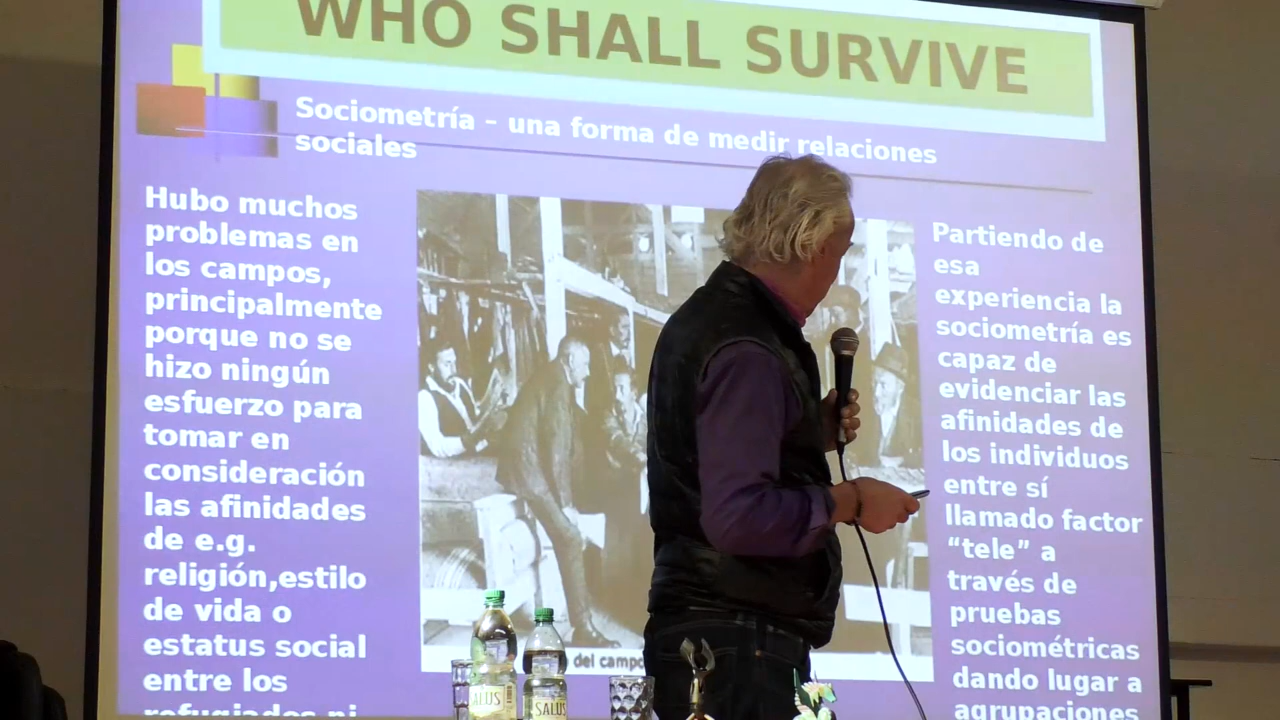 WHO SHALL SURVIVE
Sociometría – una forma de medir relaciones
sociales
Hubo muchos
problemas en
los campos,
principalmente
porque no se
hizo ningún
esfuerzo para
tomar en
consideración
las afinidades
de e.g.
religión,estilo
de vida o
estatus social
entre los
refugiados ni
Partiendo de
esa
experiencia la
sociometría es
capaz de
evidenciar las
afinidades de
los individuos
entre sí
llamado factor
“tele” a
través de
pruebas
sociométricas
dando lugar a
agrupaciones
del campo
SALUS
SALUS